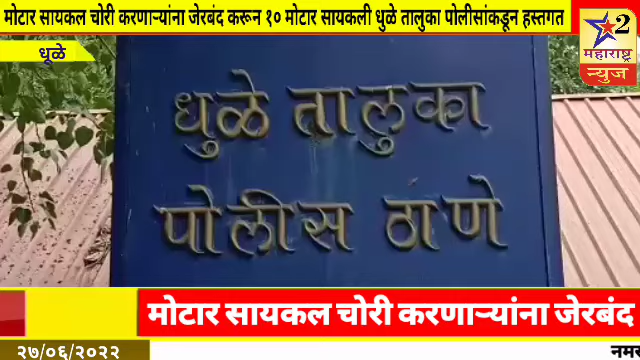 मोटार सायकल चोरी करणाऱ्यांना जेरबंद करून १० मोटार सायकली धुळे तालुका पोलीसांकडून हस्तगत
धूळे
2
महाराष्ट्र
न्युज
धुळे तालुका
पोलीस ठाणे
मोटार सायकल चोरी करणाऱ्यांना जेरबंद
२७/०६/२०२२